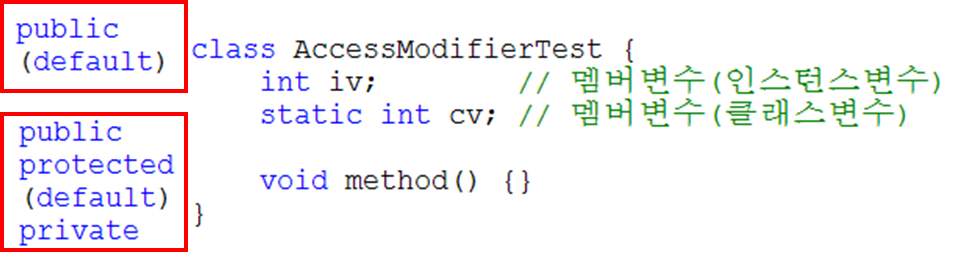 public
(default)
class AccessModifierTest {
int iv; // 멤버변수(인스턴스변수)
static int cv; // 멤버변수(클래스변수)
public
protected
(default)
private
void method() {}
}